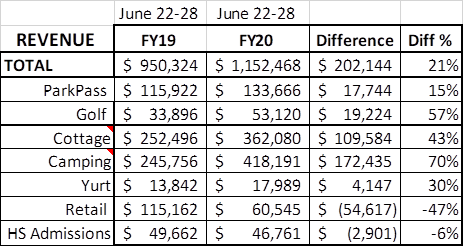 June 22-28 June 22-28
REVENUE FY19 FY20 Difference Diff %
TOTAL $ 950,324 $ 1,152,468 $ 202,144 21%
ParkPass $ 115,922 $ 133,666 $ 17,744 15%
Golf $ 33,896 $ 53,120 $ 19,224 57%
Cottage $ 252,496 $ 362,080 $ 109,584 43%
Camping $ 245,756 $ 418,191 $ 172,435 70%
Yurt $ 13,842 $ 17,989 $ 4,147 30%
Retail $ 115,162 $ 60,545 $ (54,617) -47%
HS Admissions $ 49,662 $ 46,761 $ (2,901) -6%